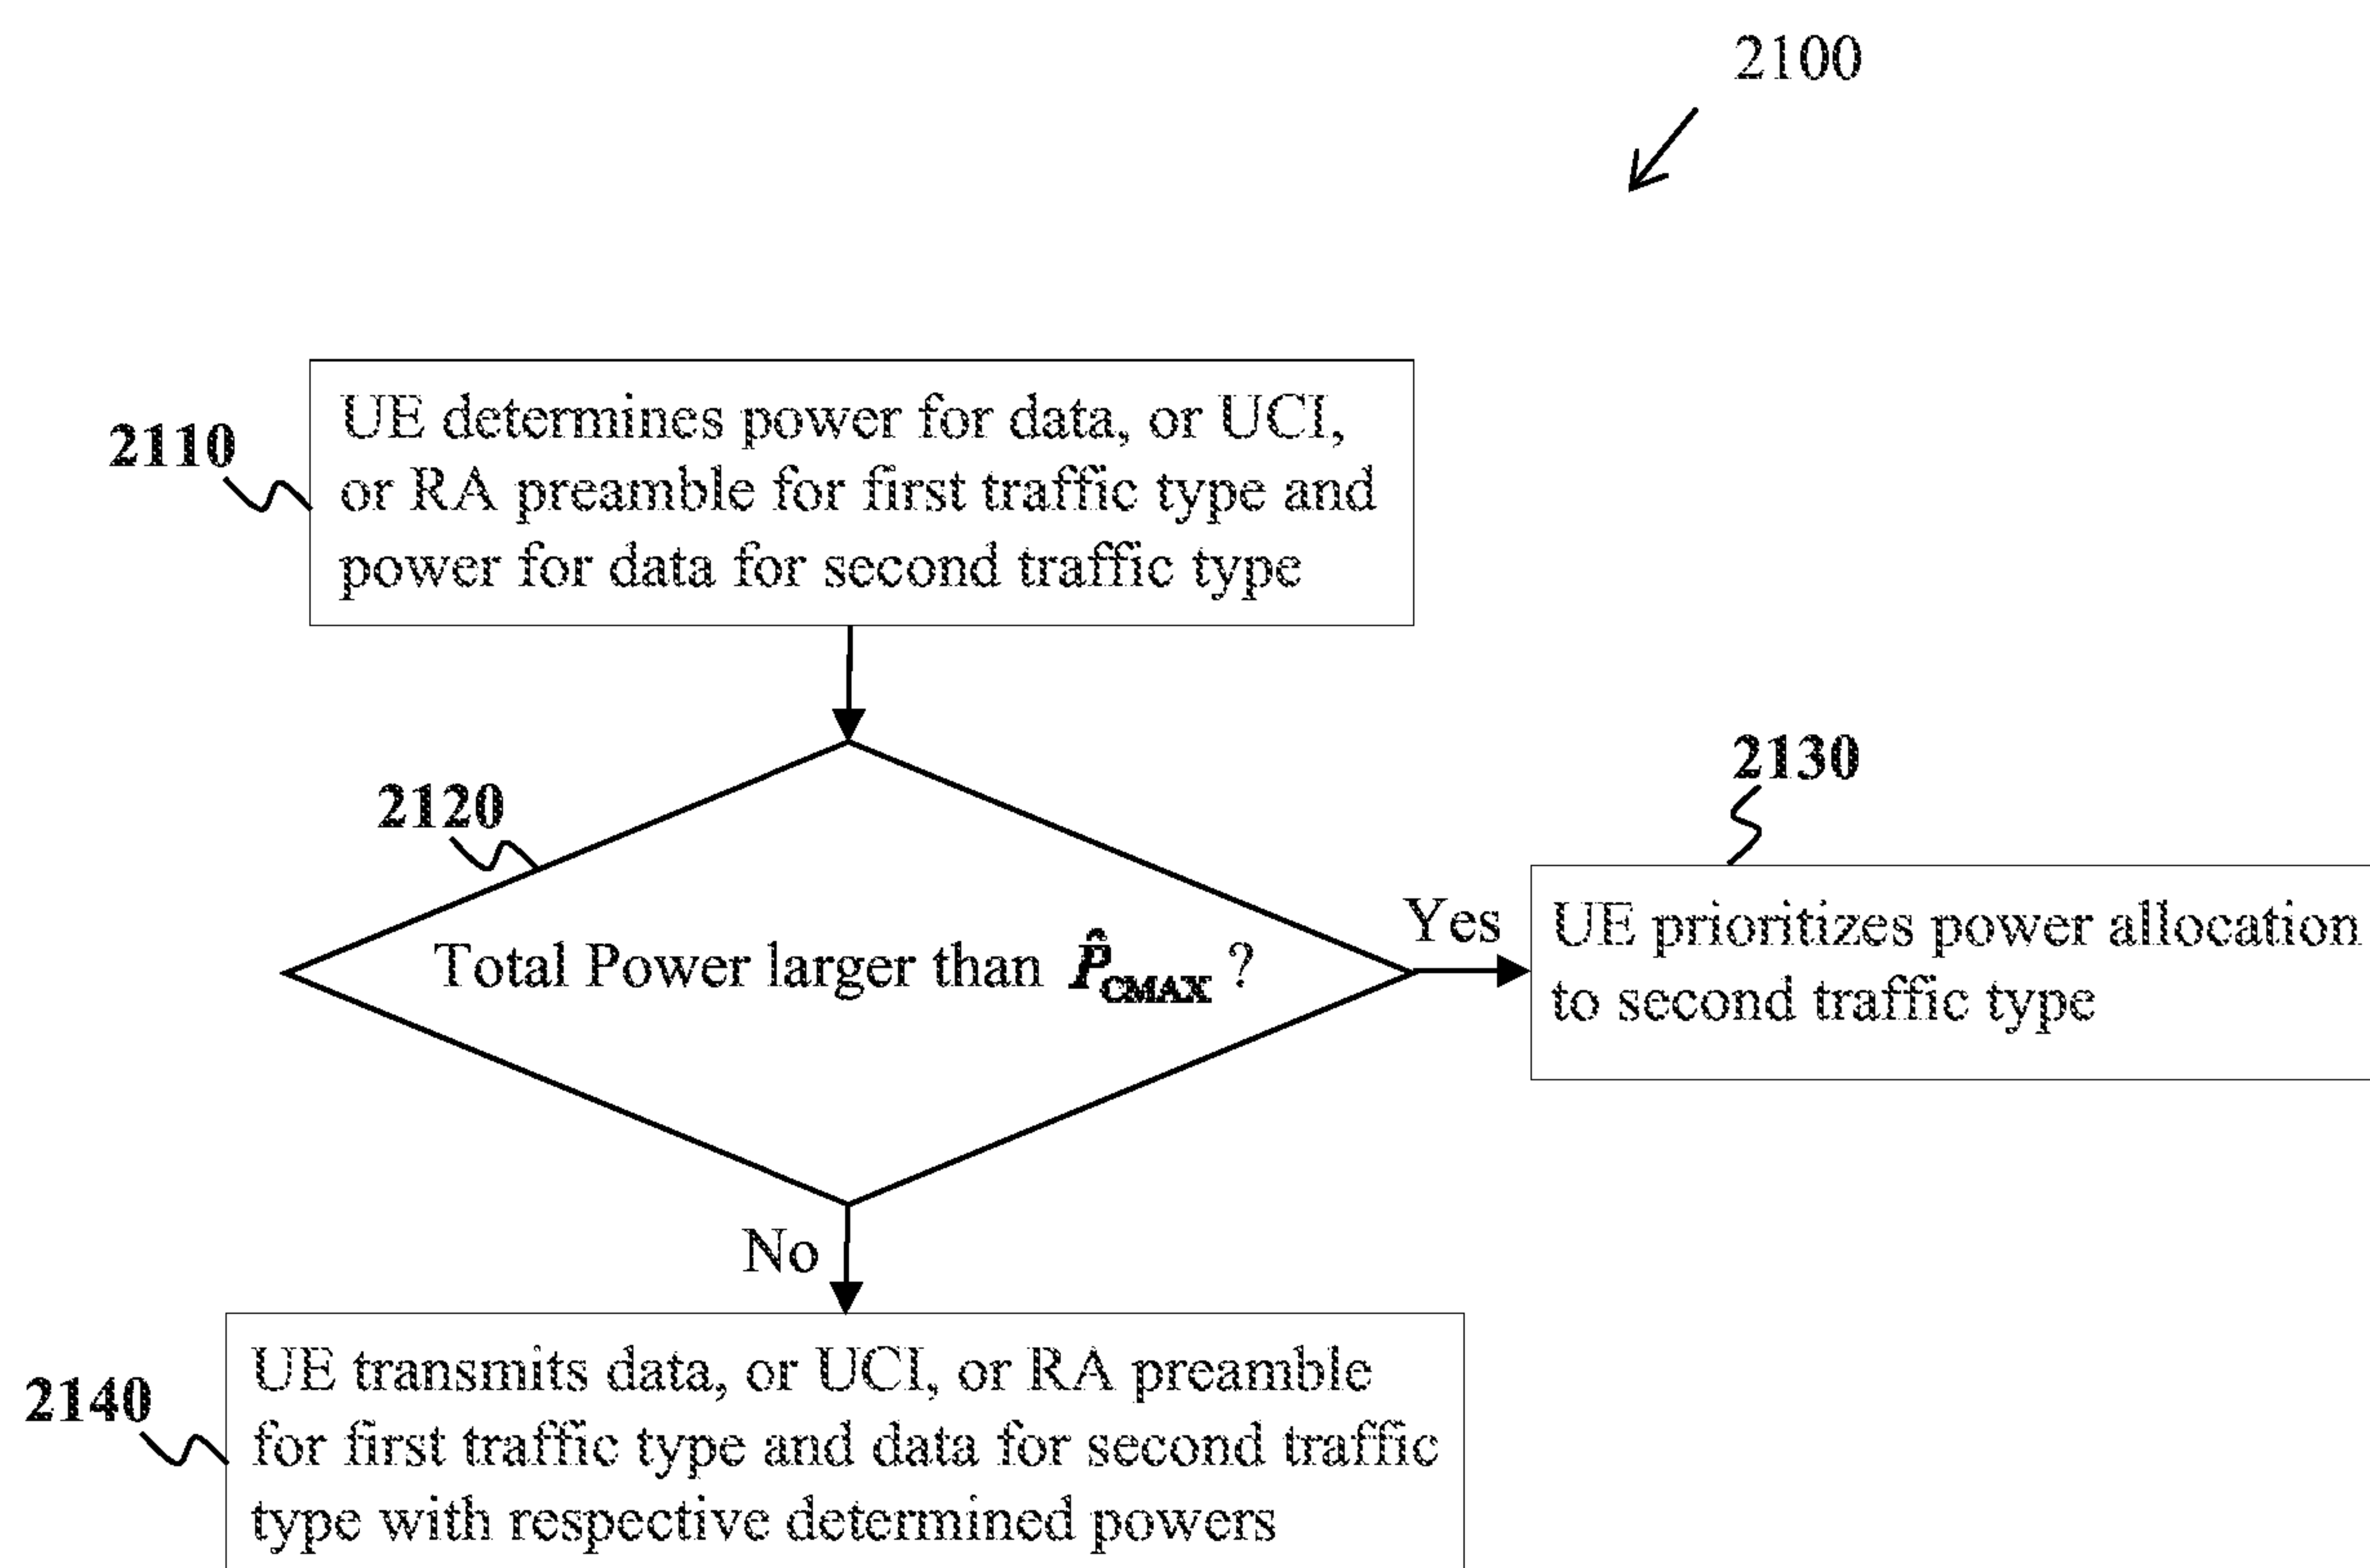 2100
2110
UE determines power for data, or UCI,
or RA preamble for first traffic type and
power for data for second traffic type
2120
Total Power larger than P̂CMAX ?
Yes
2130
UE prioritizes power allocation
to second traffic type
No
2140
UE transmits data, or UCI, or RA preamble
for first traffic type and data for second traffic
type with respective determined powers